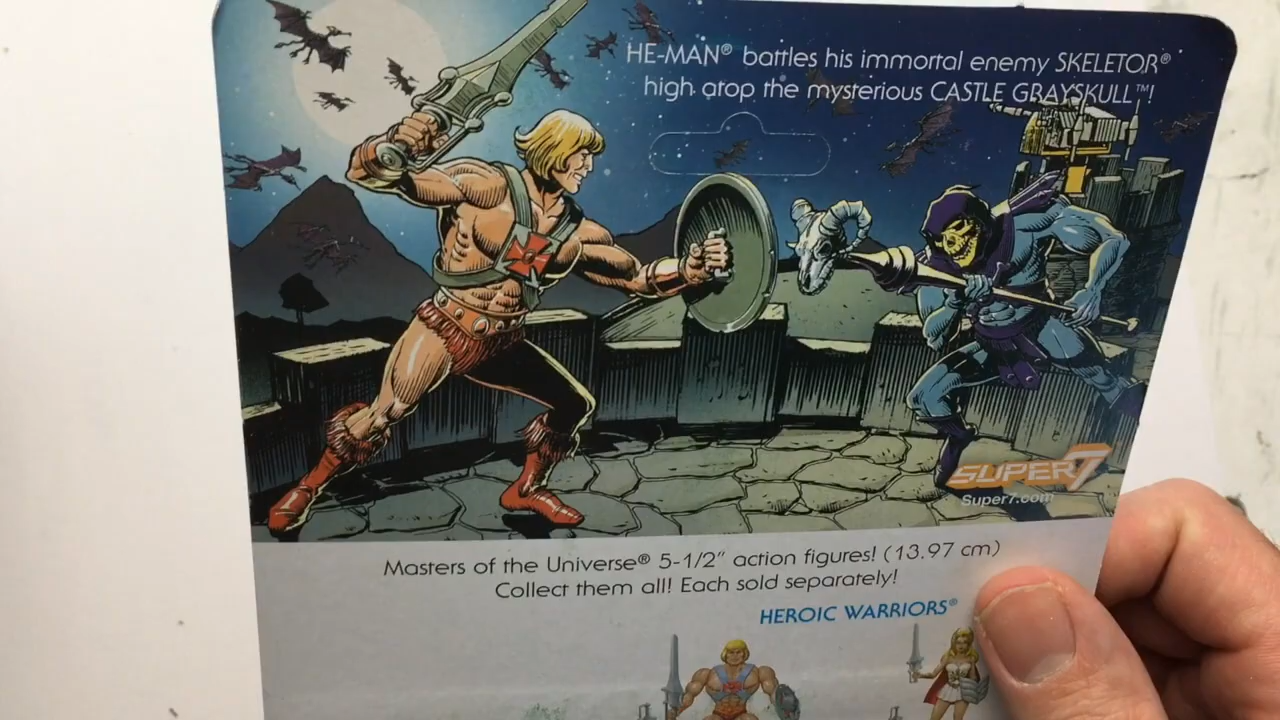 HE-MAN® battles his immortal enemy SKELETOR®
high atop the mysterious CASTLE GRAYSKULL™!
SUPER7
Super7.com
Masters of the Universe® 5-1/2" action figures! (13.97 cm)
Collect them all! Each sold separately!
HEROIC WARRIORS®